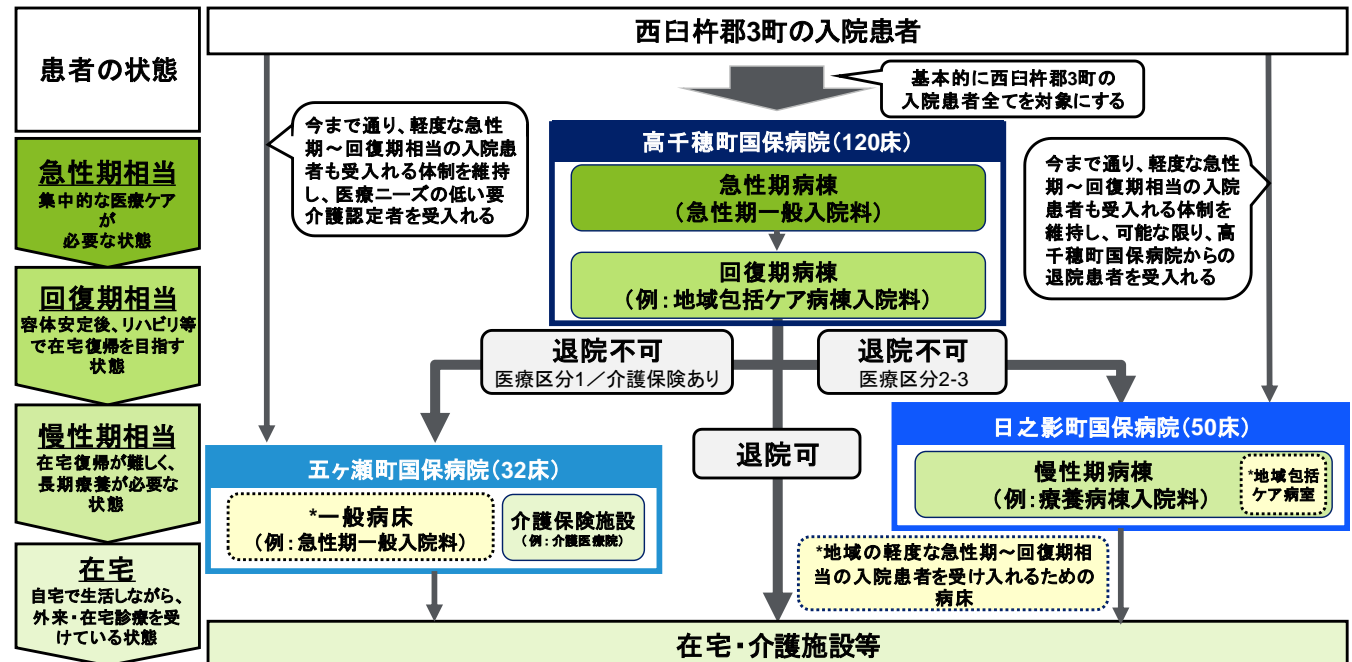 西臼杵郡3町の入院患者
患者の状態
基本的に西臼杵郡3町の
入院患者全てを対象にする
今まで通り、軽度な急性
期～回復期相当の入院患
者も受入れる体制を維持
し、医療ニーズの低い要
介護認定者を受入れる
高千穂町国保病院（120床）
急性期病棟
（急性期一般入院料）
回復期病棟
（例：地域包括ケア病棟入院料）
今まで通り、軽度な急性
期～回復期相当の入院
患者も受入れる体制を
維持し、可能な限り、高
千穂町国保病院からの
退院患者を受入れる
急性期相当
集中的な医療ケア
が
必要な状態
回復期相当
容体安定後、リハビリ等
で在宅復帰を目指す
状態
退院不可
医療区分1／介護保険あり
退院不可
医療区分2-3
慢性期相当
在宅復帰が難しく、
長期療養が必要な
状態
退院可
五ヶ瀬町国保病院（32床）
*一般病床
（例：急性期一般入院料）
介護保険施設
（例：介護医療院）
日之影町国保病院（50床）
慢性期病棟
（例：療養病棟入院料）
*地域包括
ケア病室
*地域の軽度な急性期～回復期相
当の入院患者を受け入れるための
病床
在宅
自宅で生活しながら、
外来・在宅診療を受
けている状態
在宅・介護施設等